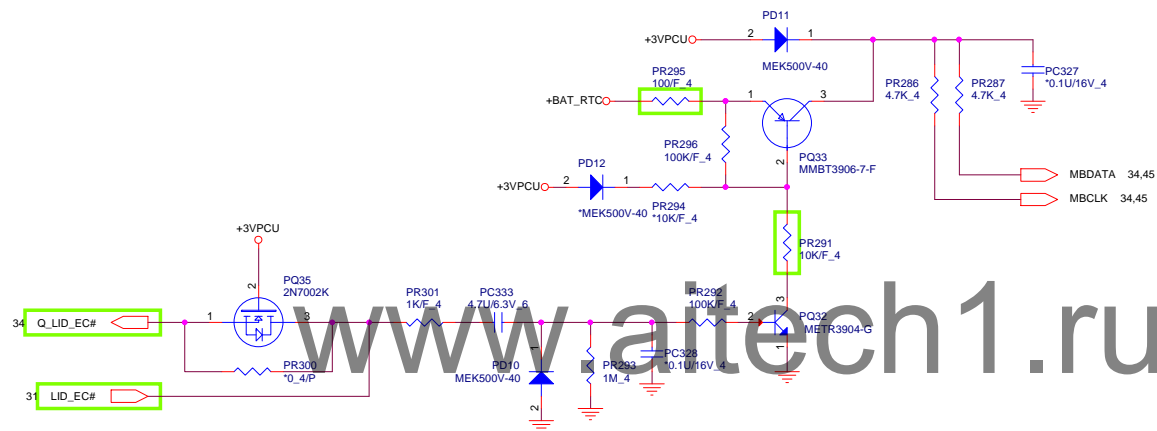 PD11
+3VPCU
2
1
MEK500V-40
PR295
100/F_4
+BAT_RTC
1
3
PR296
100K/F_4
PQ33
MMBT3906-7-F
2
PR286
4.7K_4
PR287
4.7K_4
PC327
*0.1U/16V_4
PD12
+3VPCU
2
1
*MEK500V-40
PR294
*10K/F_4
MBDATA 34,45
MBCLK 34,45
+3VPCU
2
PQ35
2N7002K
PR291
10K/F_4
34 Q_LID_EC#
1
3
PR301
1K/F_4
PC333
4.7U/6.3V_6
PR292
100K/F_4
2
3
1
PQ32
METR3904-G
PR300
*0_4/P
31 LID_EC#
1
PD10
MEK500V-40
2
PR293
1M_4
PC328
*0.1U/16V_4
www.aitech1.ru